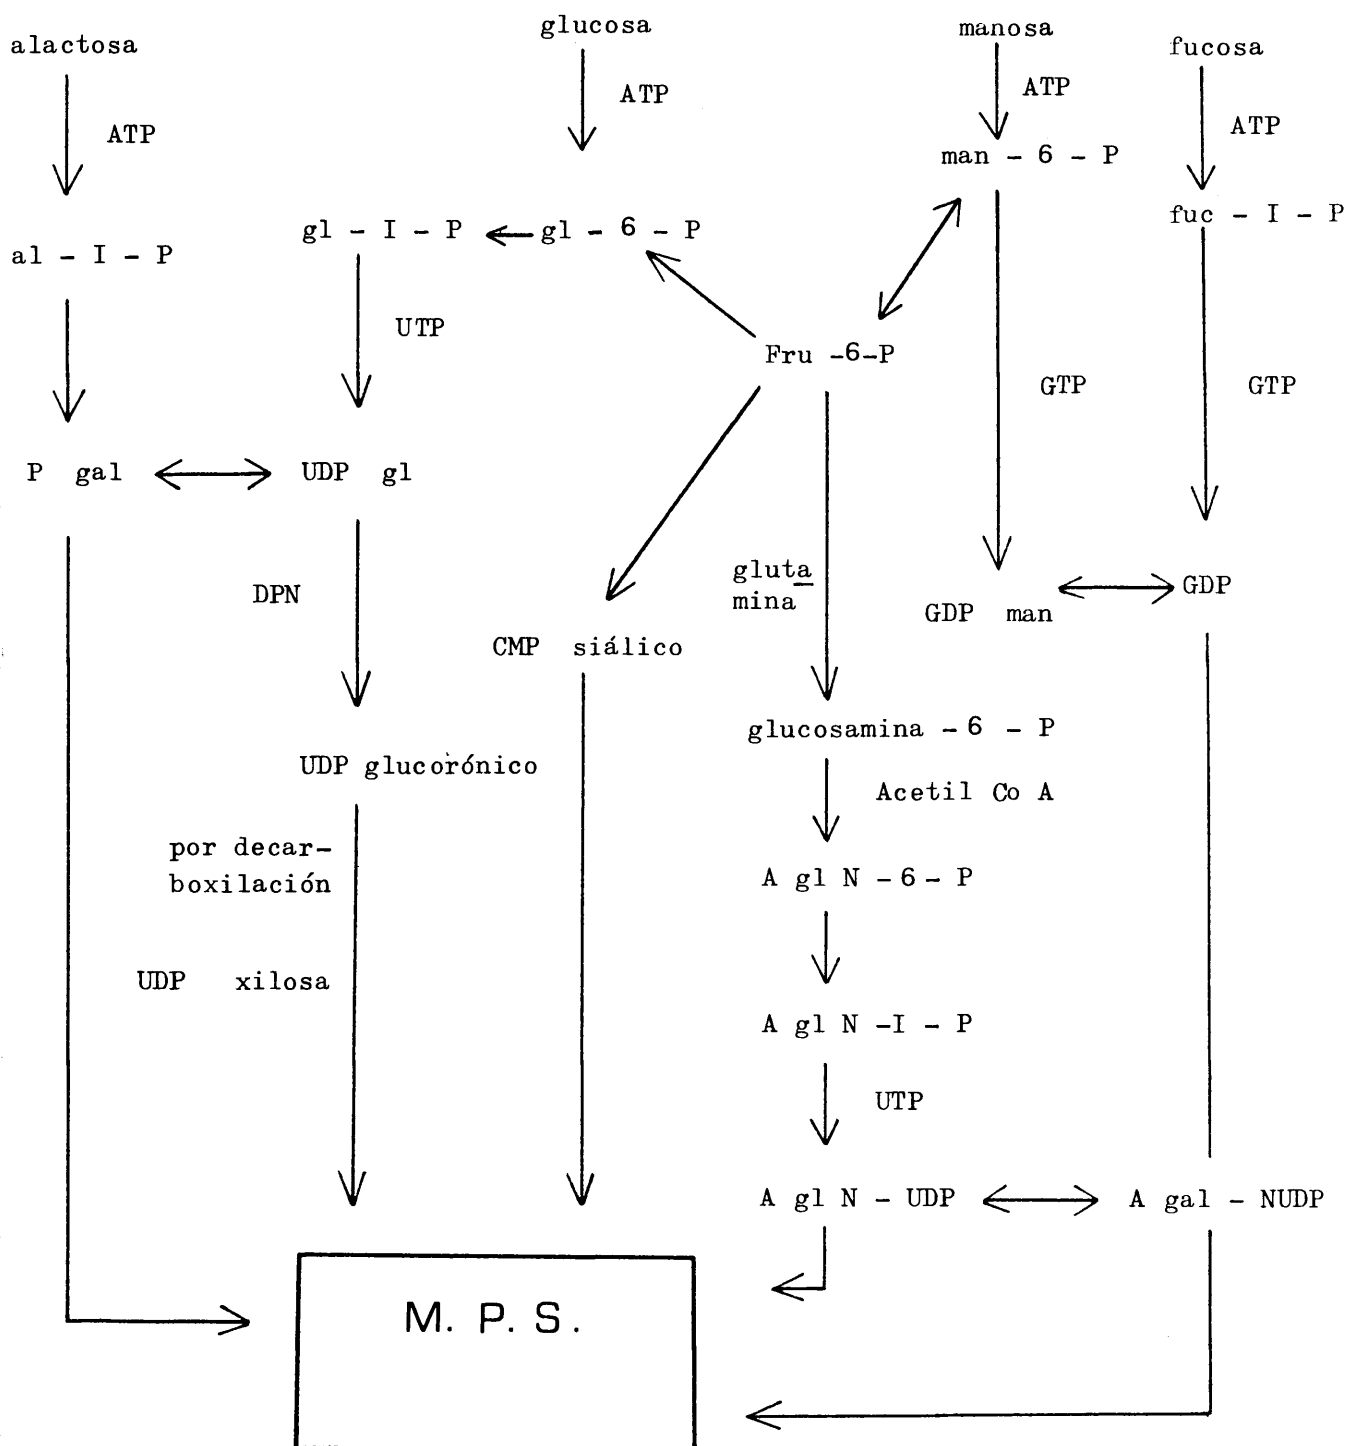 glucosa
manosa
alactosa
fucosa
ATP
ATP
ATP
ATP
man - 6 - P
fuc - I - P
gl - I - P
gl - 6 - P
al - I - P
UTP
Fru -6-P
GTP
GTP
P gal
UDP gl
gluta
mina
DPN
GDP man
GDP
CMP siálico
glucosamina - 6 - P
UDP glucorónico
Acetil Co A
por decar-
boxilación
A gl N - 6 - P
UDP xilosa
A gl N -I - P
UTP
A gl N - UDP
A gal - NUDP
M. P. S.